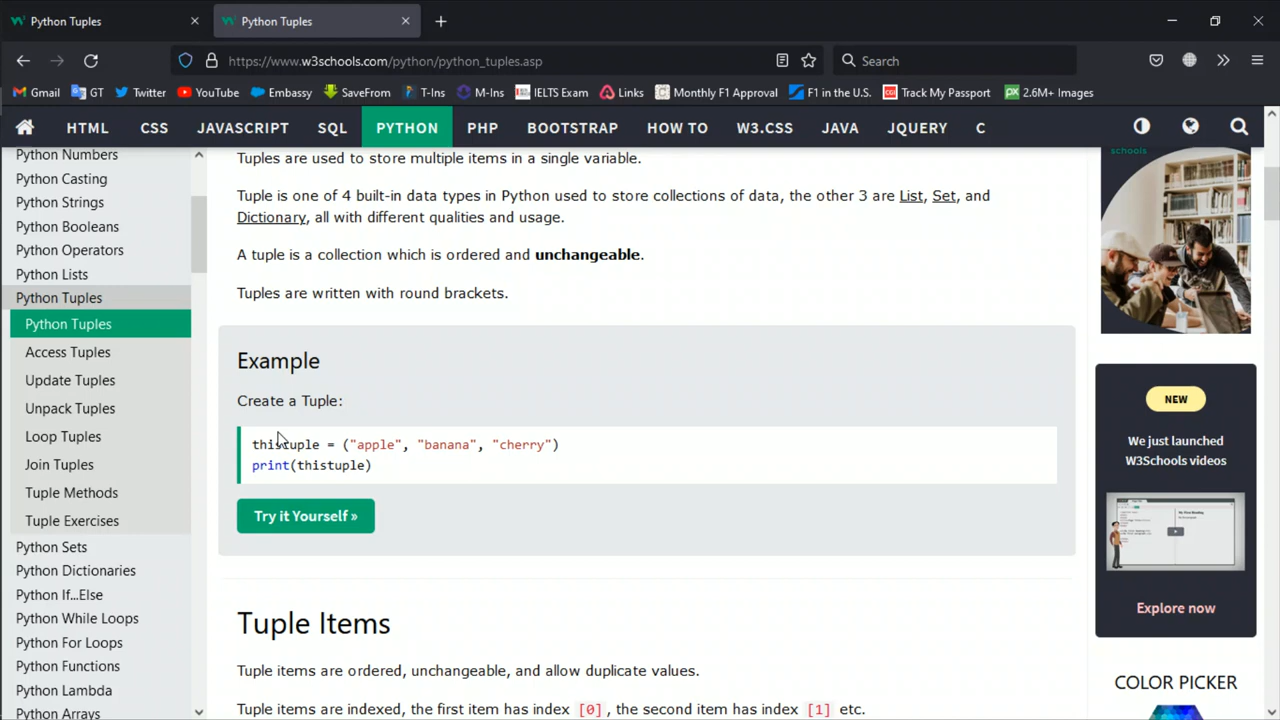 Python Tuples
Python Tuples
https://www.w3schools.com/python/python_tuples.asp
Search
Gmail GT Twitter YouTube Embassy SaveFrom T-Ins M-Ins IELTS Exam Links Monthly F1 Approval F1 in the U.S. Track My Passport 2.6M+ Images
HTML CSS JAVASCRIPT SQL PYTHON PHP BOOTSTRAP HOW TO W3.CSS JAVA JQUERY C
Python Numbers
Python Casting
Python Strings
Python Booleans
Python Operators
Python Lists
Python Tuples
Python Tuples
Access Tuples
Update Tuples
Unpack Tuples
Loop Tuples
Join Tuples
Tuple Methods
Tuple Exercises
Python Sets
Python Dictionaries
Python If...Else
Python While Loops
Python For Loops
Python Functions
Python Lambda
Python Arrays
Tuples are used to store multiple items in a single variable.
Tuple is one of 4 built-in data types in Python used to store collections of data, the other 3 are List, Set, and
Dictionary, all with different qualities and usage.
A tuple is a collection which is ordered and unchangeable.
Tuples are written with round brackets.
Example
Create a Tuple:
thistuple = ("apple", "banana", "cherry")
print(thistuple)
Try it Yourself »
Tuple Items
Tuple items are ordered, unchangeable, and allow duplicate values.
Tuple items are indexed, the first item has index [0], the second item has index [1] etc.
schools
NEW
We just launched
W3Schools videos
Explore now
COLOR PICKER